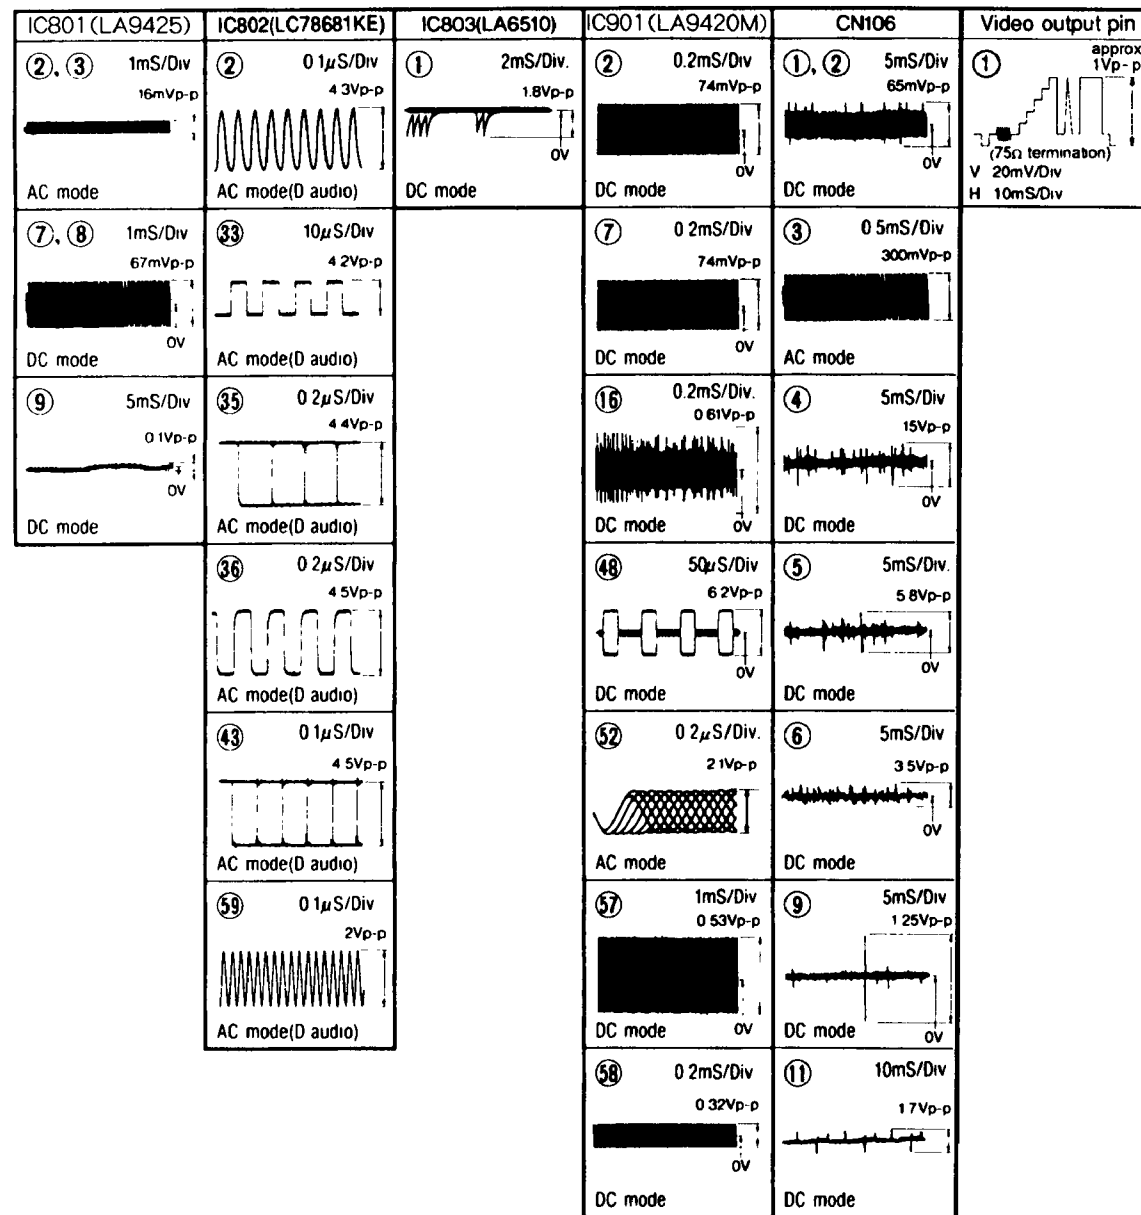 IC801(LA9425)
②, ③ 1mS/Div
16mVp-p
AC mode
⑦, ⑧ 1mS/Div
67mVp-p
0V
DC mode
⑨ 5mS/Div
0 1Vp-p
0V
DC mode
IC802(LC78681KE)
② 0 1μS/Div
4 3Vp-p
AC mode(D audio)
㉝ 10μS/Div
4 2Vp-p
AC mode(D audio)
㉟ 0 2μS/Div
4 4Vp-p
AC mode(D audio)
㊱ 0 2μS/Div
4 5Vp-p
AC mode(D audio)
㊸ 0 1μS/Div
4 5Vp-p
AC mode(D audio)
59 0 1μS/Div
2Vp-p
AC mode(D audio)
IC803(LA6510)
① 2mS/Div.
1.8Vp-p
0V
DC mode
IC901(LA9420M)
② 0.2mS/Div
74mVp-p
0V
DC mode
⑦ 0 2mS/Div
74mVp-p
0V
DC mode
⑯ 0.2mS/Div.
0 61Vp-p
0V
DC mode
㊽ 50μS/Div
6 2Vp-p
0V
DC mode
52 0 2μS/Div.
2 1Vp-p
AC mode
57 1mS/Div
0 53Vp-p
0V
DC mode
58 0 2mS/Div
0 32Vp-p
0V
DC mode
CN106
①, ② 5mS/Div
65mVp-p
0V
DC mode
③ 0 5mS/Div
300mVp-p
AC mode
④ 5mS/Div
15Vp-p
0V
DC mode
⑤ 5mS/Div.
5 8Vp-p
0V
DC mode
⑥ 5mS/Div
3 5Vp-p
0V
DC mode
⑨ 5mS/Div
1 25Vp-p
0V
DC mode
⑪ 10mS/Div
1 7Vp-p
DC mode
Video output pin
① approx
1Vp-p
(75Ω termination)
V 20mV/Div
H 10mS/Div